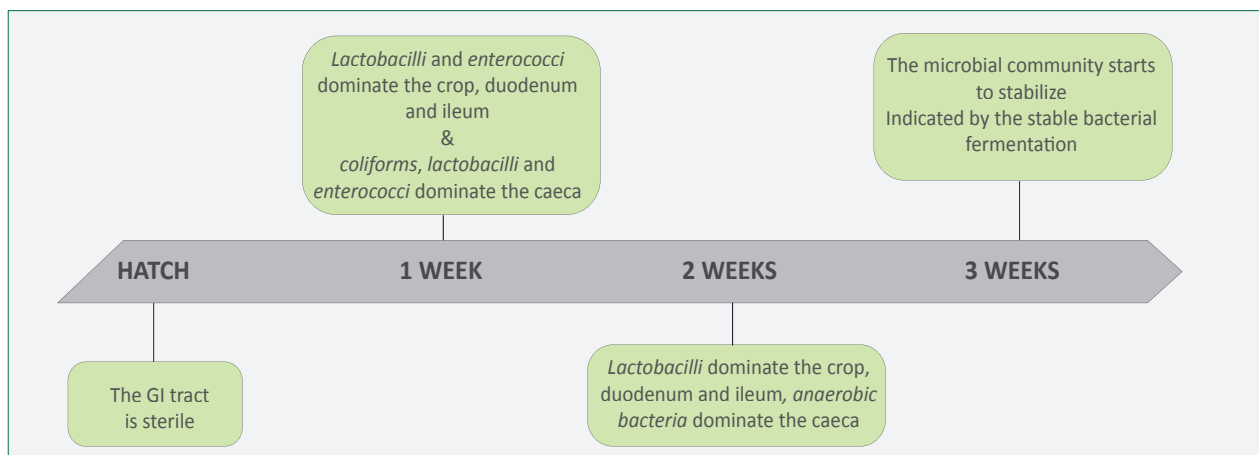 Lactobacilli and enterococci
dominate the crop, duodenum
and ileum
&
coliforms, lactobacilli and
enterococci dominate the caeca
The microbial community starts
to stabilize
Indicated by the stable bacterial
fermentation
HATCH
1 WEEK
2 WEEKS
3 WEEKS
The GI tract
is sterile
Lactobacilli dominate the crop,
duodenum and ileum, anaerobic
bacteria dominate the caeca